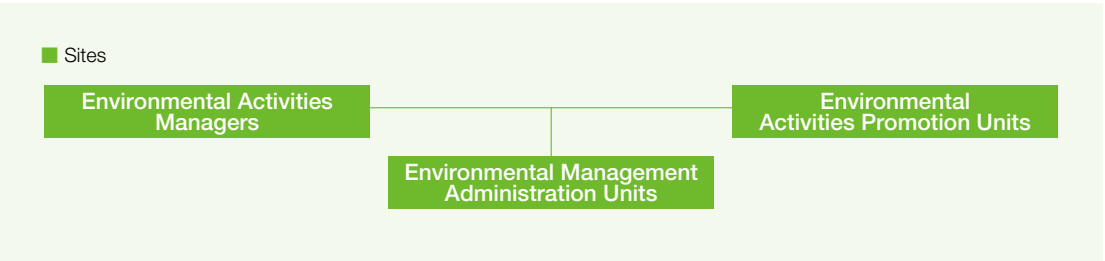 Sites
Environmental Activities
Managers
Environmental
Activities Promotion Units
Environmental Management
Administration Units